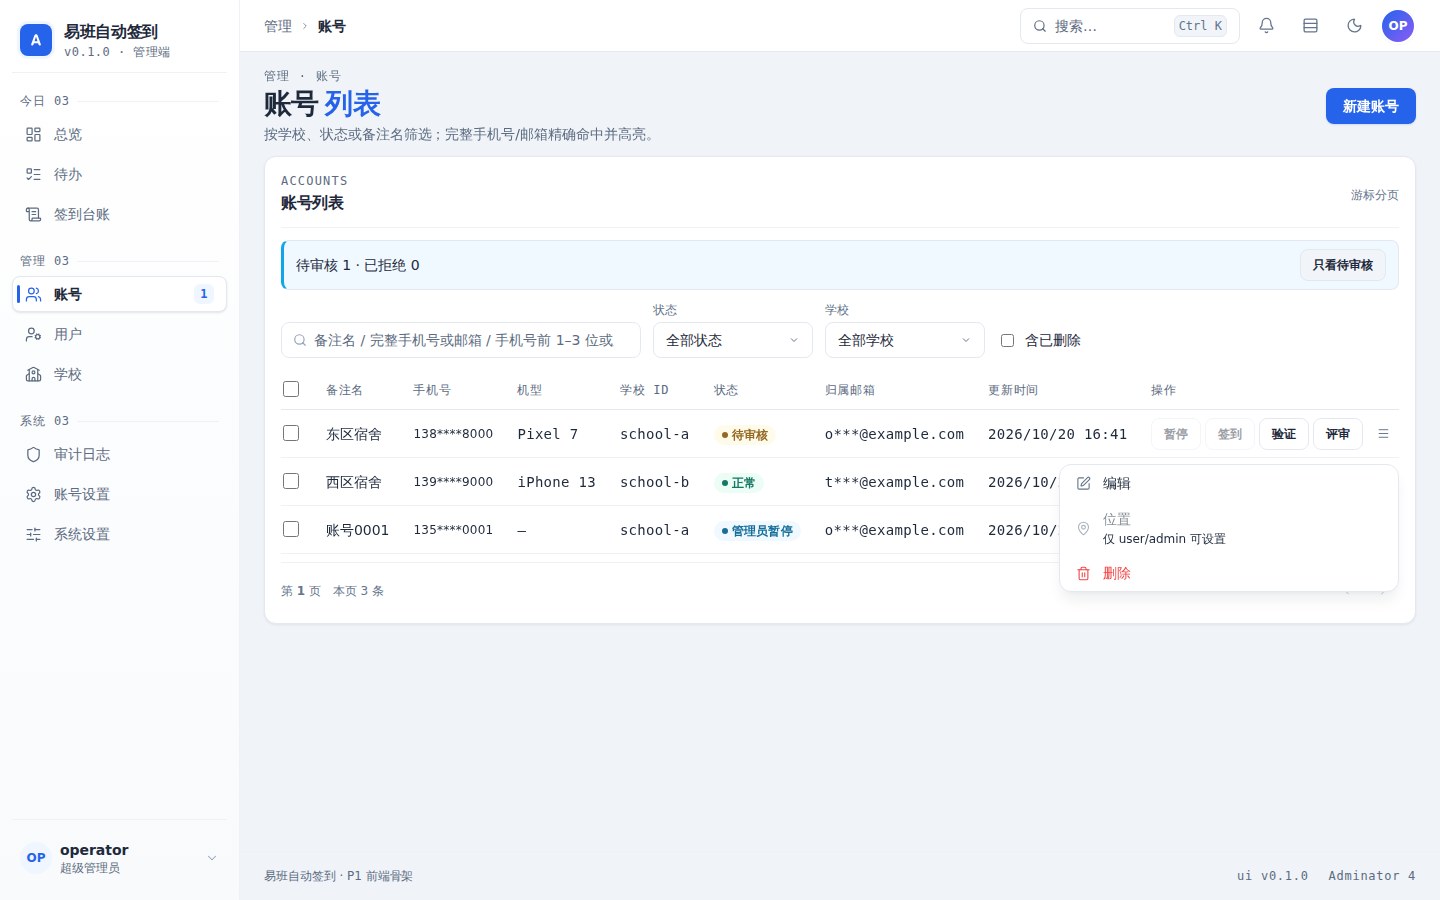 A
易班自动签到
v0.1.0 · 管理端
今日 03
总览
待办
签到台账
管理 03
账号 1
用户
学校
系统 03
审计日志
账号设置
系统设置
OP
operator
超级管理员
管理 账号
搜索… Ctrl K
OP
管理 · 账号
账号 列表
按学校、状态或备注名筛选；完整手机号/邮箱精确命中并高亮。
新建账号
ACCOUNTS
账号列表
游标分页
待审核 1 · 已拒绝 0
只看待审核
状态
学校
备注名 / 完整手机号或邮箱 / 手机号前 1–3 位或
全部状态
全部学校
含已删除
备注名 手机号 机型 学校 ID 状态 归属邮箱 更新时间 操作
东区宿舍 138****8000 Pixel 7 school-a 待审核 o***@example.com 2026/10/20 16:41 暂停 签到 验证 评审
西区宿舍 139****9000 iPhone 13 school-b 正常 t***@example.com 2026/10/
账号0001 135****0001 — school-a 管理员暂停 o***@example.com 2026/10/
编辑
位置
仅 user/admin 可设置
删除
第 1 页 本页 3 条
易班自动签到 · P1 前端骨架
ui v0.1.0 Adminator 4